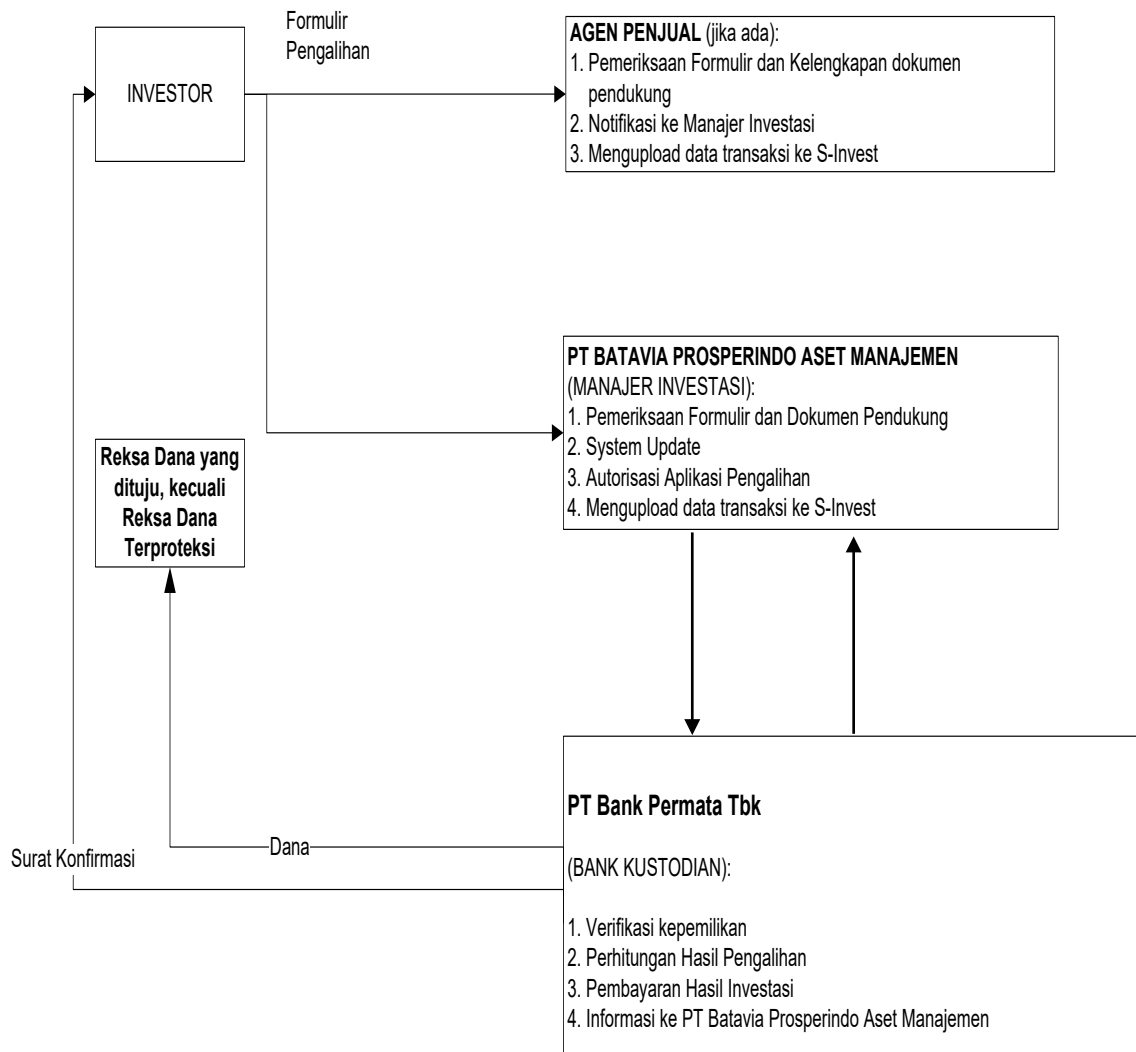 Formulir
Pengalihan
INVESTOR
AGEN PENJUAL (jika ada):
1. Pemeriksaan Formulir dan Kelengkapan dokumen
pendukung
2. Notifikasi ke Manajer Investasi
3. Mengupload data transaksi ke S-Invest
PT BATAVIA PROSPERINDO ASET MANAJEMEN
(MANAJER INVESTASI):
1. Pemeriksaan Formulir dan Dokumen Pendukung
2. System Update
3. Autorisasi Aplikasi Pengalihan
4. Mengupload data transaksi ke S-Invest
Reksa Dana yang
dituju, kecuali
Reksa Dana
Terproteksi
Dana
Surat Konfirmasi
PT Bank Permata Tbk
(BANK KUSTODIAN):
1. Verifikasi kepemilikan
2. Perhitungan Hasil Pengalihan
3. Pembayaran Hasil Investasi
4. Informasi ke PT Batavia Prosperindo Aset Manajemen